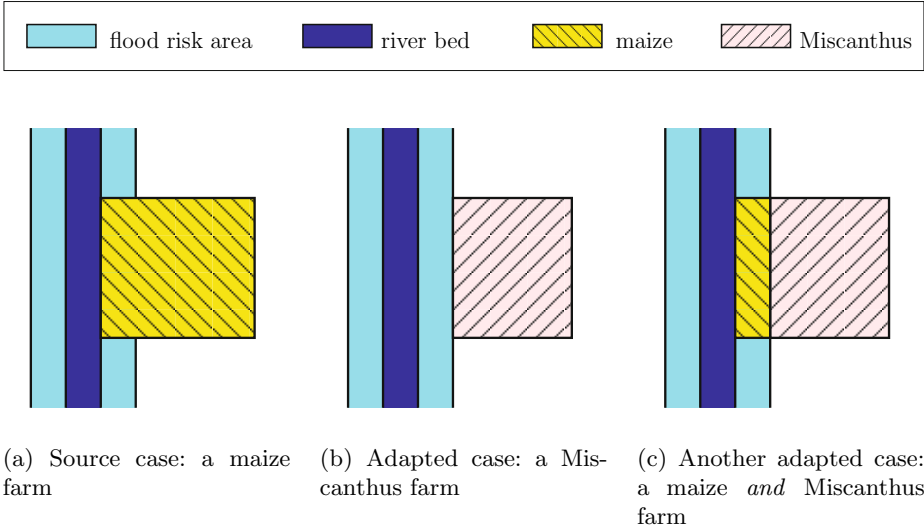 flood risk area river bed maize Miscanthus
(a) Source case: a maize
farm
(b) Adapted case: a Mis-
canthus farm
(c) Another adapted case:
a maize and Miscanthus
farm